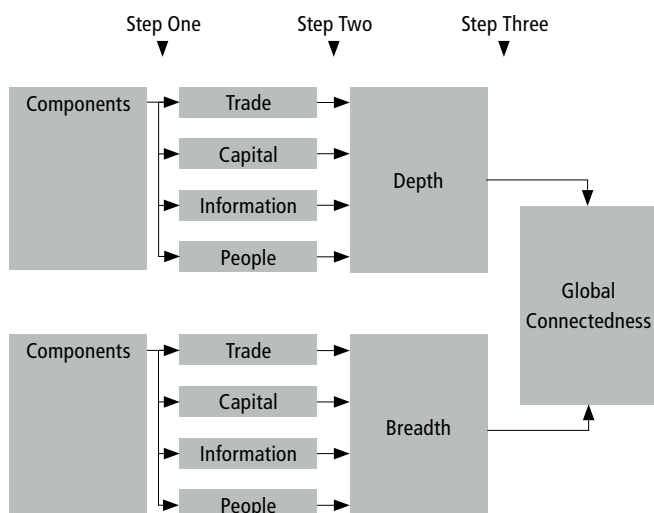 Step One Step Two Step Three
Components
Trade
Capital
Information
People
Depth
Global
Connectedness
Components
Trade
Capital
Information
People
Breadth